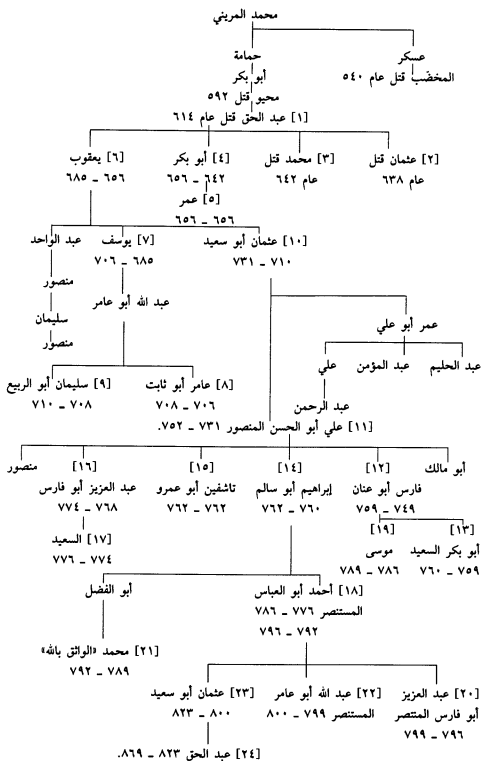 محمد المريني
عسكر
المخضّب قتل عام ٥٤٠
حمامة
أبو بكر
محيو قتل ٥٩٢
[١] عبد الحق قتل عام ٦١٤
[٢] عثمان قتل
عام ٦٣٨
[٣] محمد قتل
عام ٦٤٢
[٤] أبو بكر
٦٤٢ – ٦٥٦
[٥] عمر
٦٥٦ – ٦٥٦
[٦] يعقوب
٦٥٦ – ٦٨٥
[١٠] عثمان أبو سعيد
٧١٠ – ٧٣١
[٧] يوسف
٦٨٥ – ٧٠٦
عبد الواحد
منصور
سليمان
منصور
عبد الله أبو عامر
عمر أبو علي
عبد الحليم
عبد المؤمن
علي
عبد الرحمن
[٨] عامر أبو ثابت
٧٠٦ – ٧٠٨
[٩] سليمان أبو الربيع
٧٠٨ – ٧١٠
[١١] علي أبو الحسن المنصور ٧٣١ – ٧٥٢.
أبو مالك
[١٢]
فارس أبو عنان
٧٤٩ – ٧٥٩
[١٤]
إبراهيم أبو سالم
٧٦٠ – ٧٦٢
[١٥]
تاشفين أبو عمرو
٧٦٢ – ٧٦٢
[١٦]
عبد العزيز أبو فارس
٧٦٨ – ٧٧٤
منصور
[١٣]
أبو بكر السعيد
٧٥٩ – ٧٦٠
[١٩]
موسى
٧٨٦ – ٧٨٩
[١٧] السعيد
٧٧٤ – ٧٧٦
[١٨] أحمد أبو العباس
المستنصر ٧٧٦ – ٧٨٦
٧٩٢ – ٧٩٦
أبو الفضل
[٢١] محمد «الواثق بالله»
٧٨٩ – ٧٩٢
[٢٠] عبد العزيز
أبو فارس المنتصر
٧٩٦ – ٧٩٩
[٢٢] عبد الله أبو عامر
المستنصر ٧٩٩ – ٨٠٠
[٢٣] عثمان أبو سعيد
٨٠٠ – ٨٢٣
[٢٤] عبد الحق ٨٢٣ – ٨٦٩.